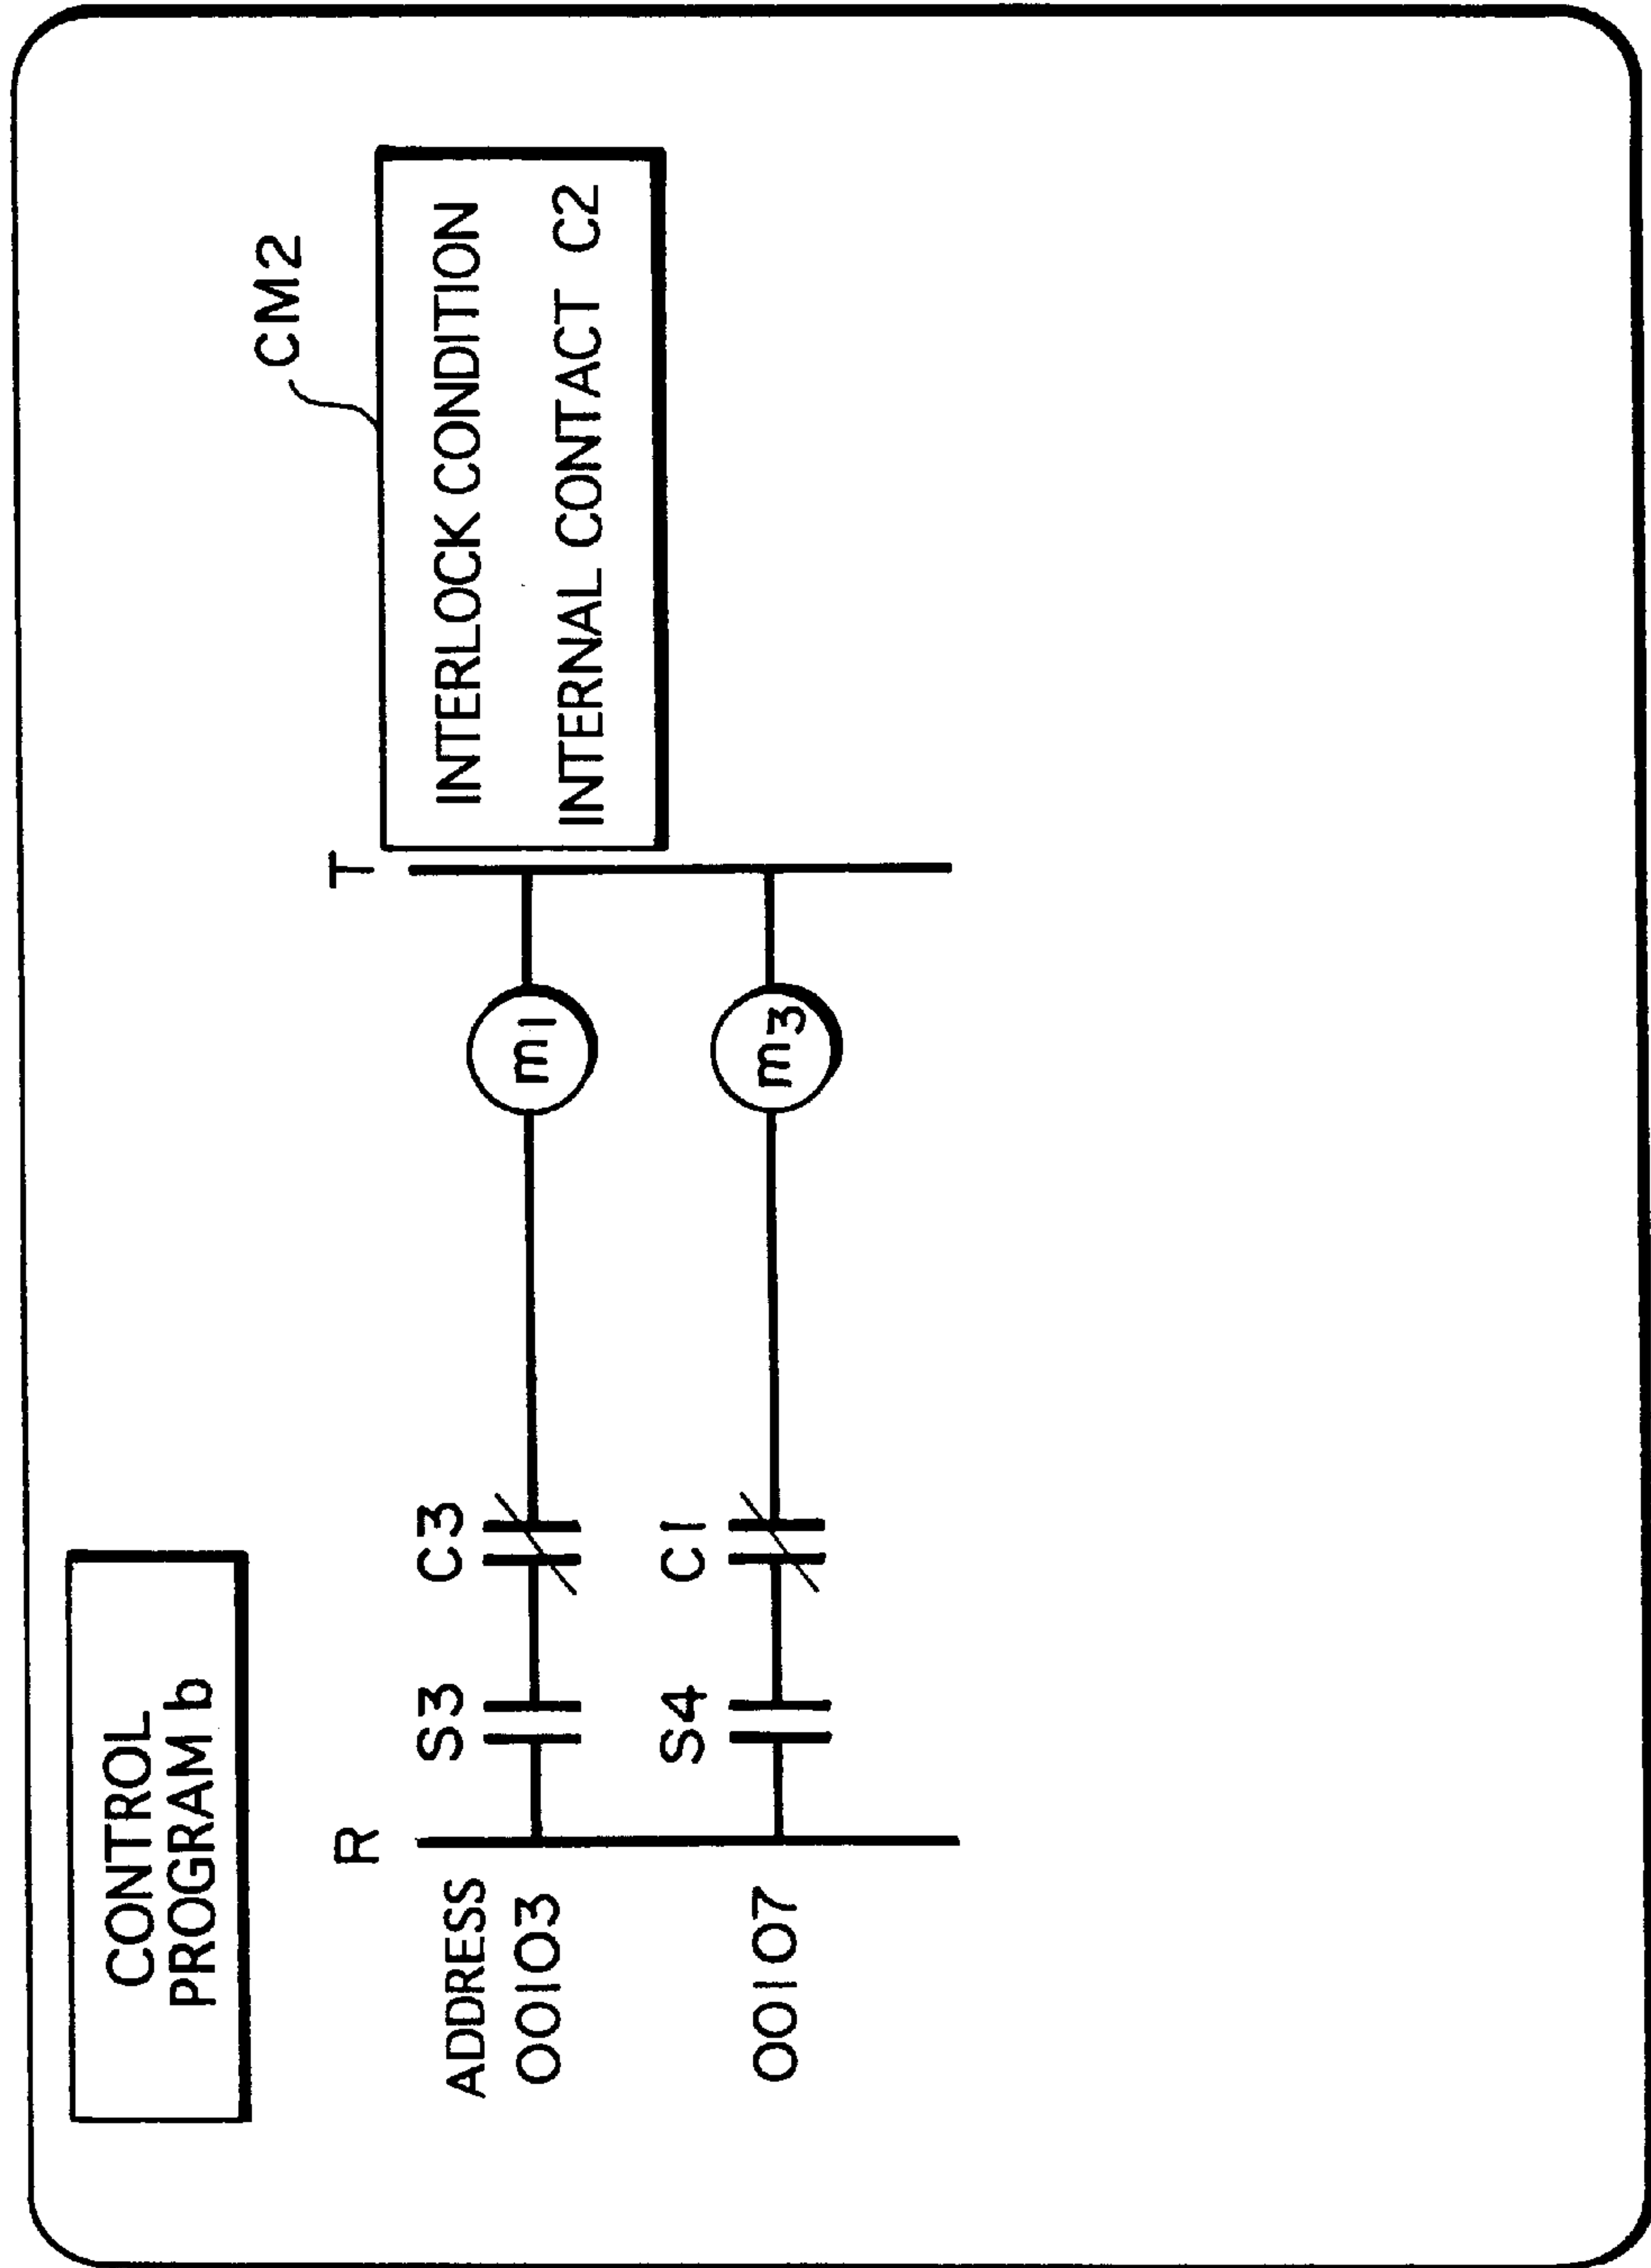 CONTROL
PROGRAM b
CM2
R
T
INTERLOCK CONDITION
INTERNAL CONTACT C2
ADDRESS
S3 C3
00103
m1
S4 C1
00107
m3